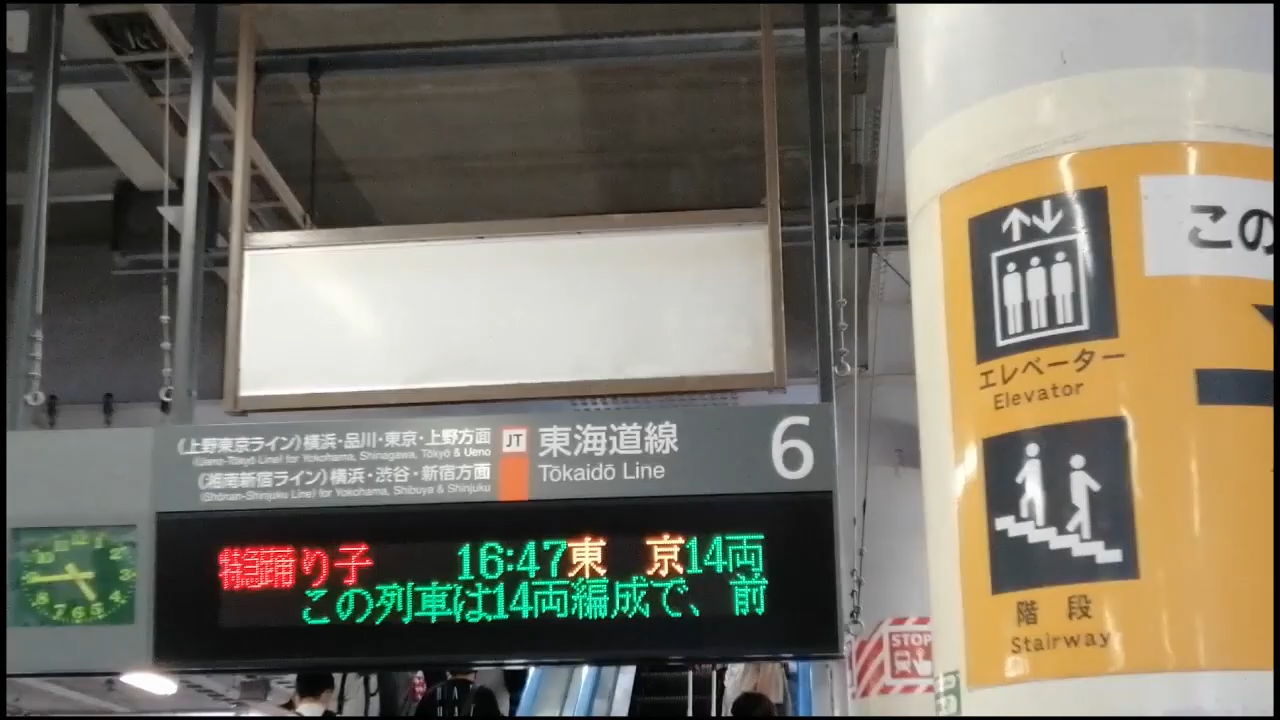 《上野東京ライン》横浜・品川・東京・上野方面
(Ueno-Tōkyō Line) for Yokohama, Shinagawa, Tōkyō & Ueno
《湘南新宿ライン》横浜・渋谷・新宿方面
(Shōnan-Shinjuku Line) for Yokohama, Shibuya & Shinjuku
JT 東海道線
Tōkaidō Line
6
特急踊り子 16:47東 京14両
この列車は14両編成で、前
エレベーター
Elevator
階 段
Stairway
この
STOP